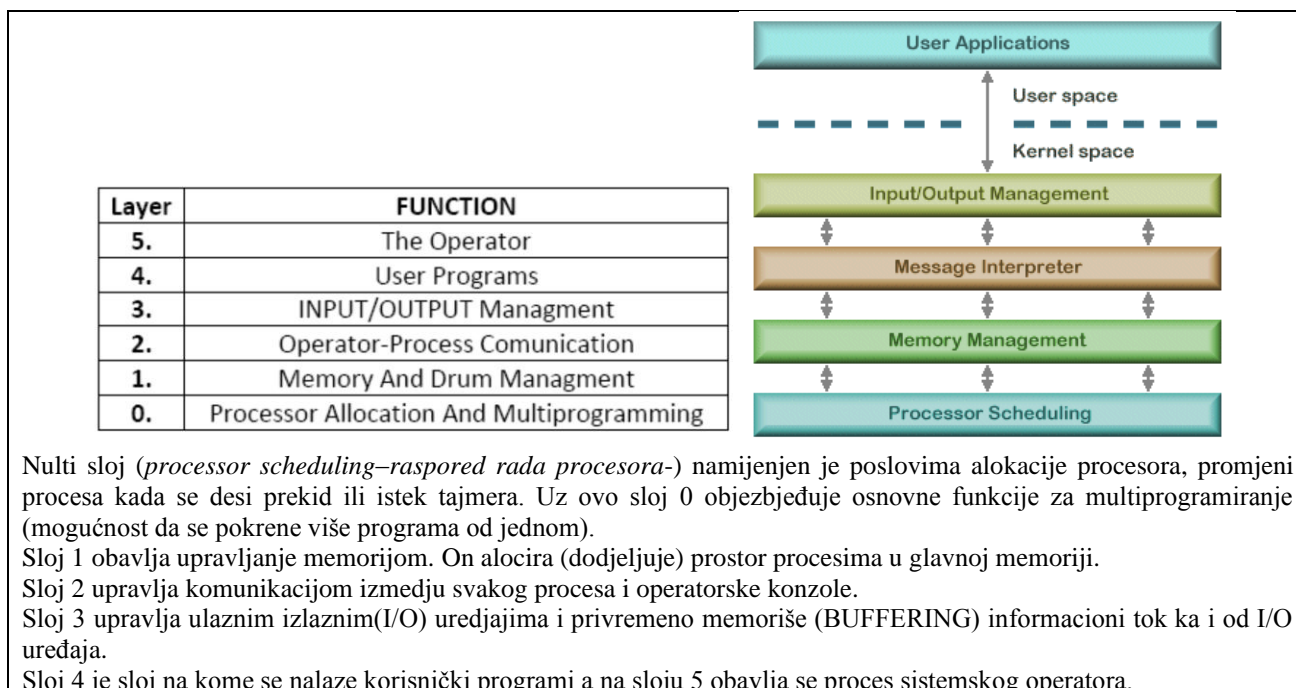 User Applications
User space
Kernel space
Input/Output Management
Message Interpreter
Memory Management
Processor Scheduling
Layer FUNCTION
5. The Operator
4. User Programs
3. INPUT/OUTPUT Managment
2. Operator-Process Comunication
1. Memory And Drum Managment
0. Processor Allocation And Multiprogramming
Nulti sloj (processor scheduling–raspored rada procesora-) namijenjen je poslovima alokacije procesora, promjeni
procesa kada se desi prekid ili istek tajmera. Uz ovo sloj 0 objezbjeđuje osnovne funkcije za multiprogramiranje
(mogućnost da se pokrene više programa od jednom).
Sloj 1 obavlja upravljanje memorijom. On alocira (dodjeljuje) prostor procesima u glavnoj memoriji.
Sloj 2 upravlja komunikacijom izmedju svakog procesa i operatorske konzole.
Sloj 3 upravlja ulaznim izlaznim(I/O) uredjajima i privremeno memoriše (BUFFERING) informacioni tok ka i od I/O
uređaja.
Sloj 4 je sloj na kome se nalaze korisnički programi a na sloju 5 obavlja se proces sistemskog operatora.